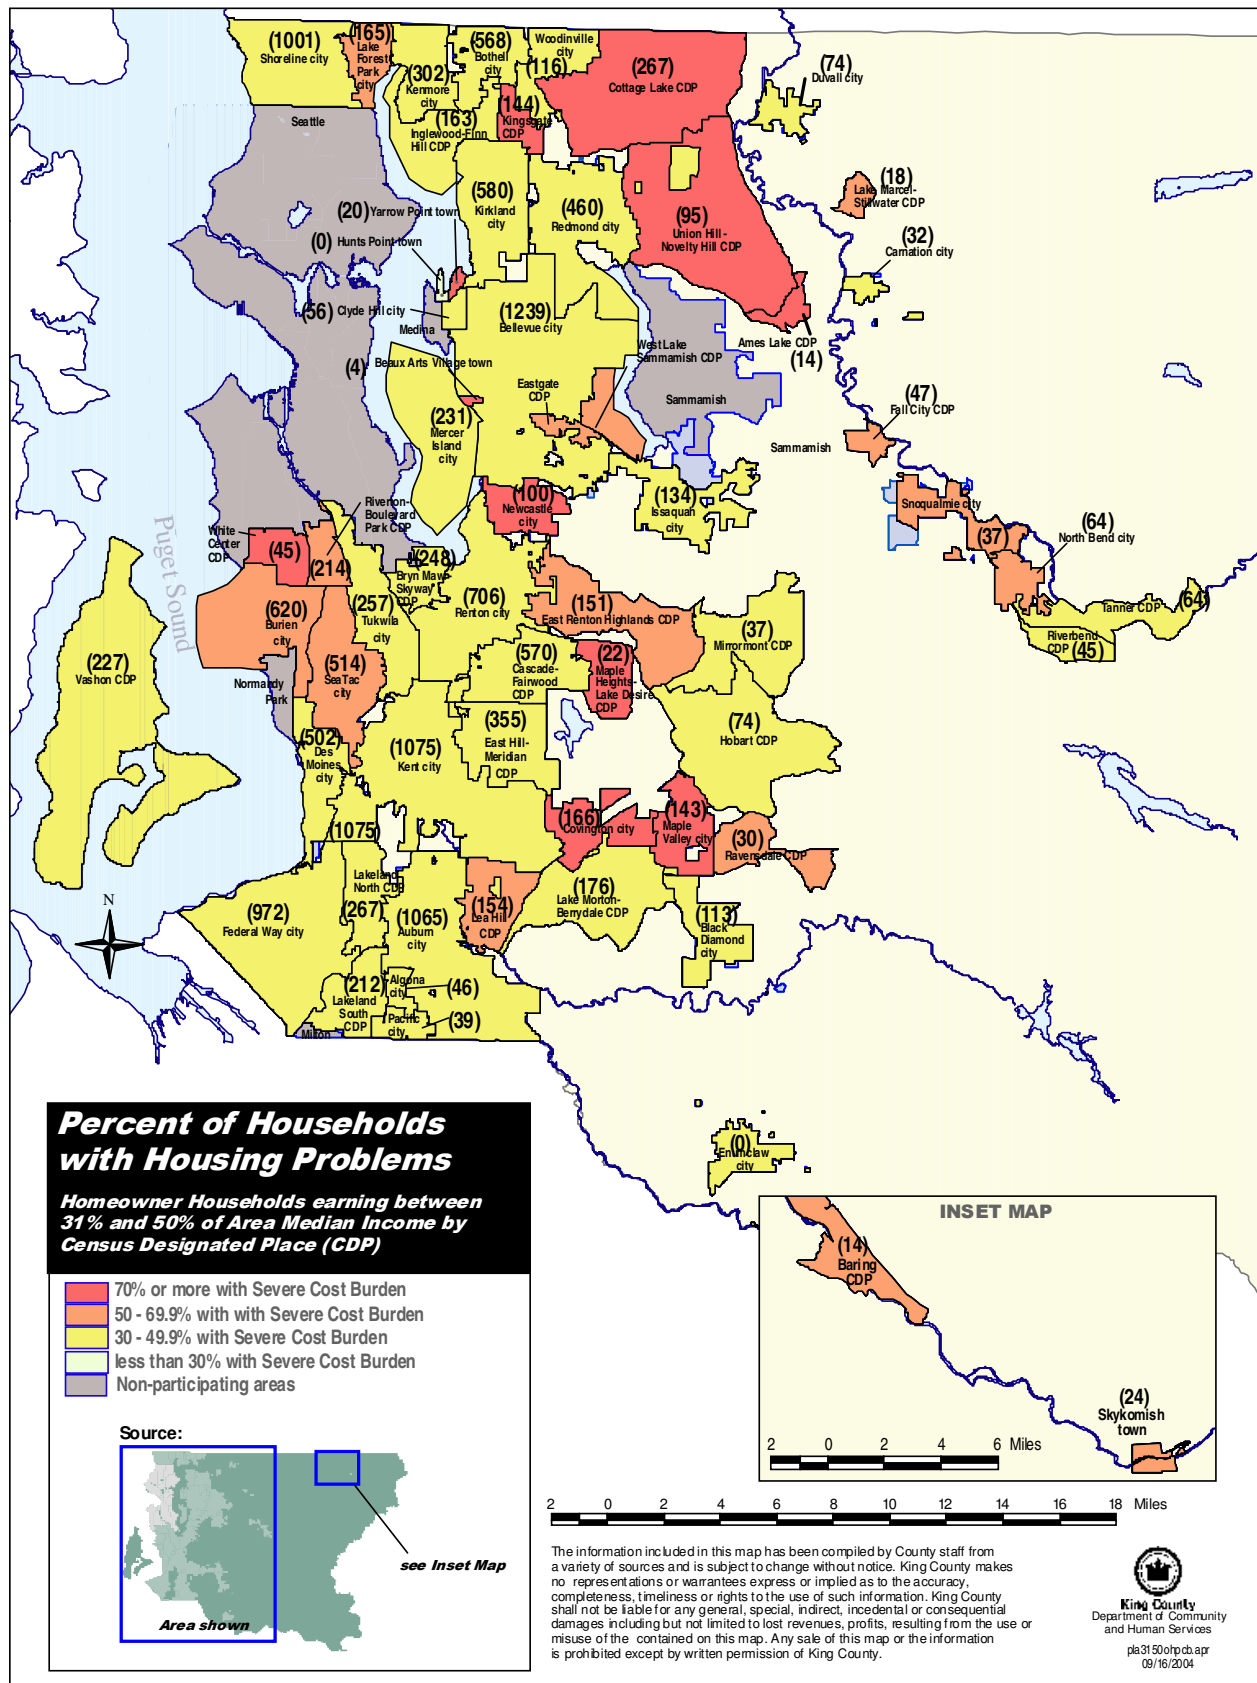 (1001)
Shoreline city
(165)
Lake
Forest
Park
city
(302)
Kenmore
city
(568)
Bothell
city
Woodinville
city
(116)
(267)
Cottage Lake CDP
(74)
Duvall city
(144)
Kingsgate
CDP
(163)
Inglewood-Finn
Hill CDP
Seattle
(580)
Kirkland
city
(460)
Redmond city
(95)
Union Hill -
Novelty Hill CDP
(18)
Lake Marcel-
Stillwater CDP
(20) Yarrow Point town
(0) Hunts Point town
(32)
Carnation city
(56) Clyde Hill city
Medina
(1239)
Bellevue city
West Lake
Sammamish CDP
Ames Lake CDP
(14)
(4)
Beaux Arts Village town
Eastgate
CDP
Sammamish
(231)
Mercer
Island
city
(47)
Fall City CDP
Sammamish
(100)
Newcastle
city
(134)
Issaquah
city
Snoqualmie city
(37)
(64)
North Bend city
Puget Sound
Riverton-
Boulevard
Park CDP
White
Center
CDP
(45)
(214)
(248)
Bryn Mawr-
Skyway
CDP
(706)
Renton city
(151)
East Renton Highlands CDP
Tanner CDP
(64)
Riverbend
CDP
(45)
(620)
Burien
city
(257)
Tukwila
city
(37)
Mirrormont CDP
(227)
Vashon CDP
(514)
SeaTac
city
(570)
Cascade-
Fairwood
CDP
(22)
Maple
Heights-
Lake Desire
CDP
Normandy
Park
(502)
Des
Moines
city
(1075)
Kent city
(355)
East Hill-
Meridian
CDP
(74)
Hobart CDP
(1075)
(166)
Covington city
(143)
Maple
Valley city
(30)
Ravensdale CDP
Lakeland
North CDP
(267)
(972)
Federal Way city
(1065)
Auburn
city
(154)
Lea Hill
CDP
(176)
Lake Morton-
Berrydale CDP
(113)
Black
Diamond
city
N
(212)
Lakeland
South
CDP
Algona
city
(46)
Pacific
city
(39)
Milton
(0)
Enumclaw
city
Percent of Households
with Housing Problems
Homeowner Households earning between
31% and 50% of Area Median Income by
Census Designated Place (CDP)
70% or more with Severe Cost Burden
50 - 69.9% with with Severe Cost Burden
30 - 49.9% with Severe Cost Burden
less than 30% with Severe Cost Burden
Non-participating areas
Source:
see Inset Map
Area shown
INSET MAP
(14)
Baring
CDP
(24)
Skykomish
town
2 0 2 4 6 Miles
2 0 2 4 6 8 10 12 14 16 18 Miles
The information included in this map has been compiled by County staff from
a variety of sources and is subject to change without notice. King County makes
no representations or warrantees express or implied as to the accuracy,
completeness, timeliness or rights to the use of such information. King County
shall not be liable for any general, special, indirect, incedental or consequential
damages including but not limited to lost revenues, profits, resulting from the use or
misuse of the contained on this map. Any sale of this map or the information
is prohibited except by written permission of King County.
King County
Department of Community
and Human Services
pla3150ohpcb.apr
09/16/2004